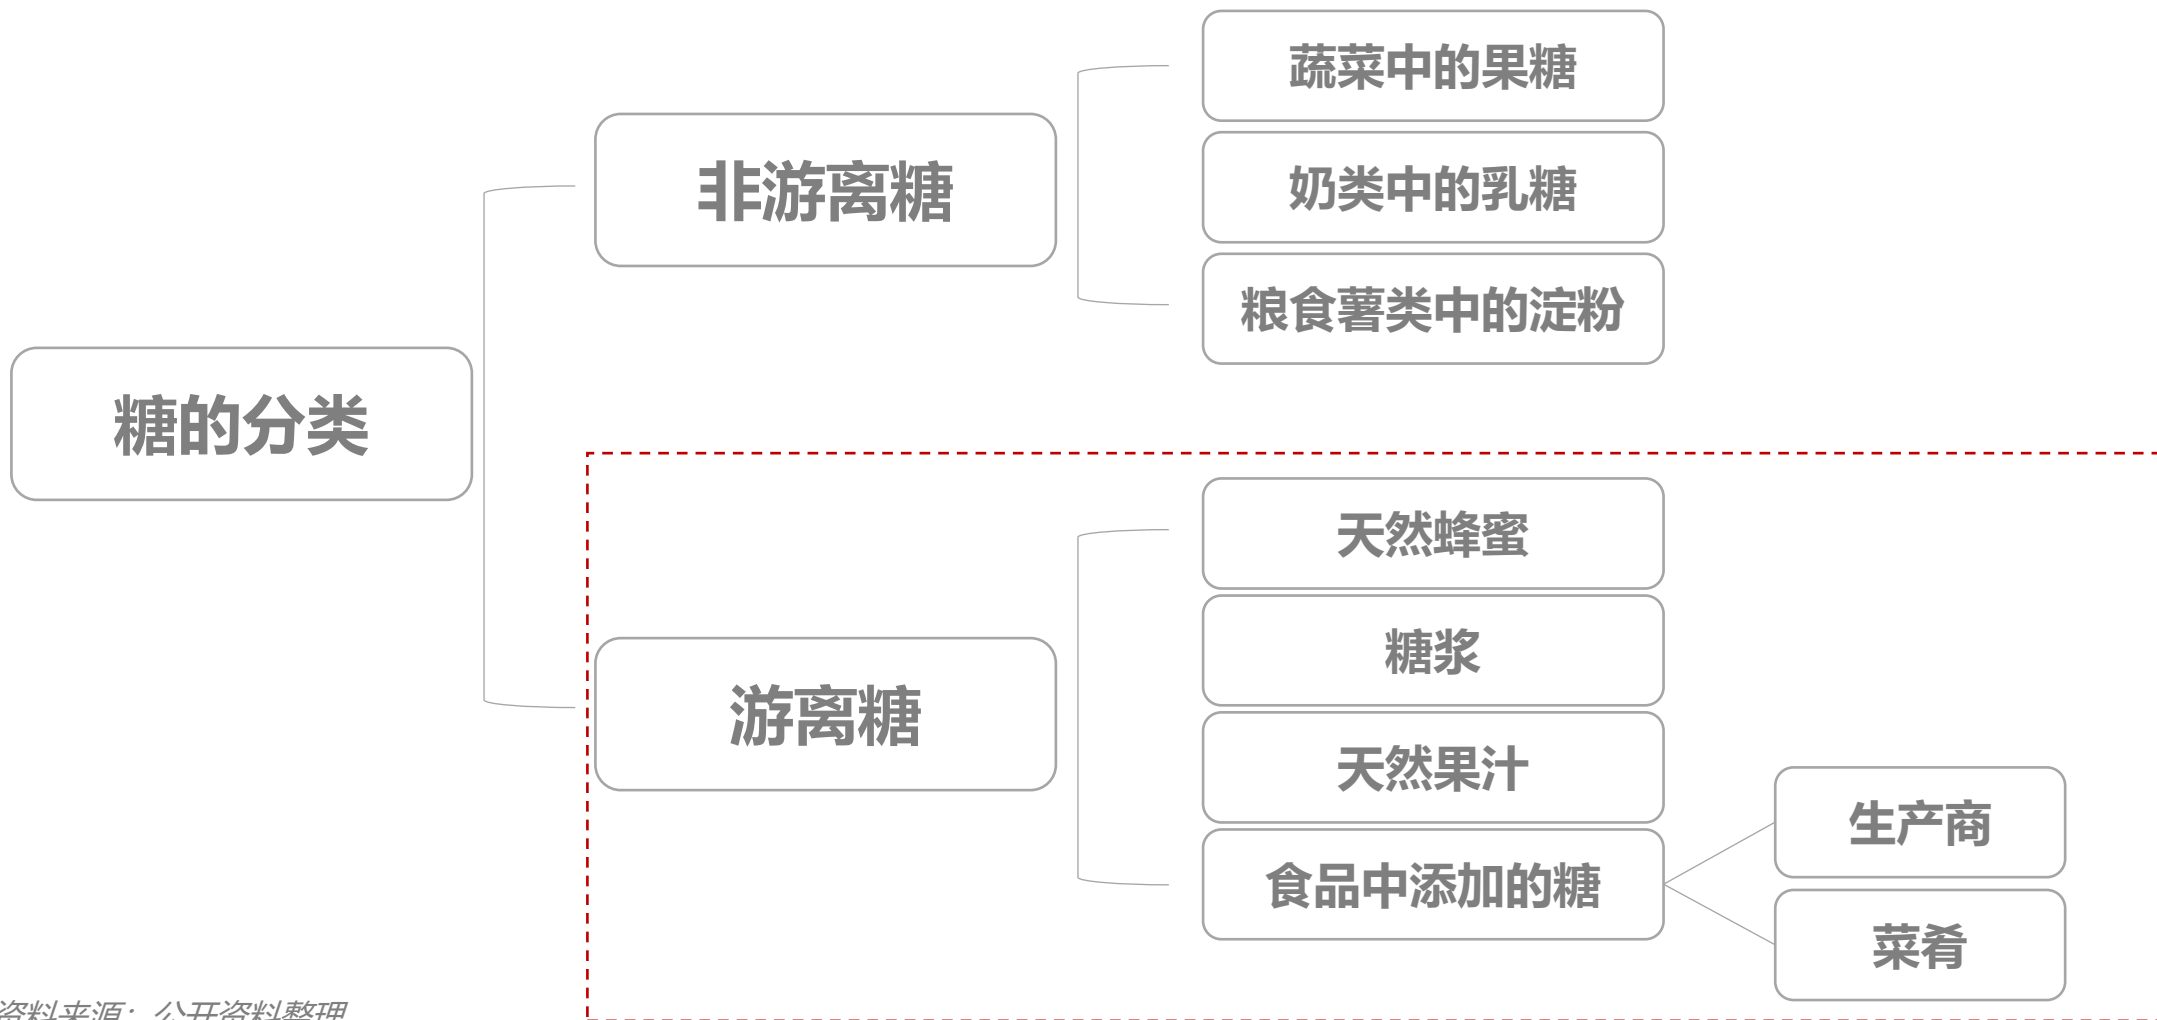 糖的分类
非游离糖
蔬菜中的果糖
奶类中的乳糖
粮食薯类中的淀粉
游离糖
天然蜂蜜
糖浆
天然果汁
食品中添加的糖
生产商
菜肴
资料来源：公开资料整理